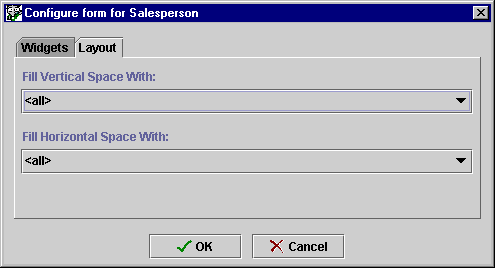 Configure form for Salesperson
Widgets Layout
Fill Vertical Space With:
<all>
Fill Horizontal Space With:
<all>
OK Cancel